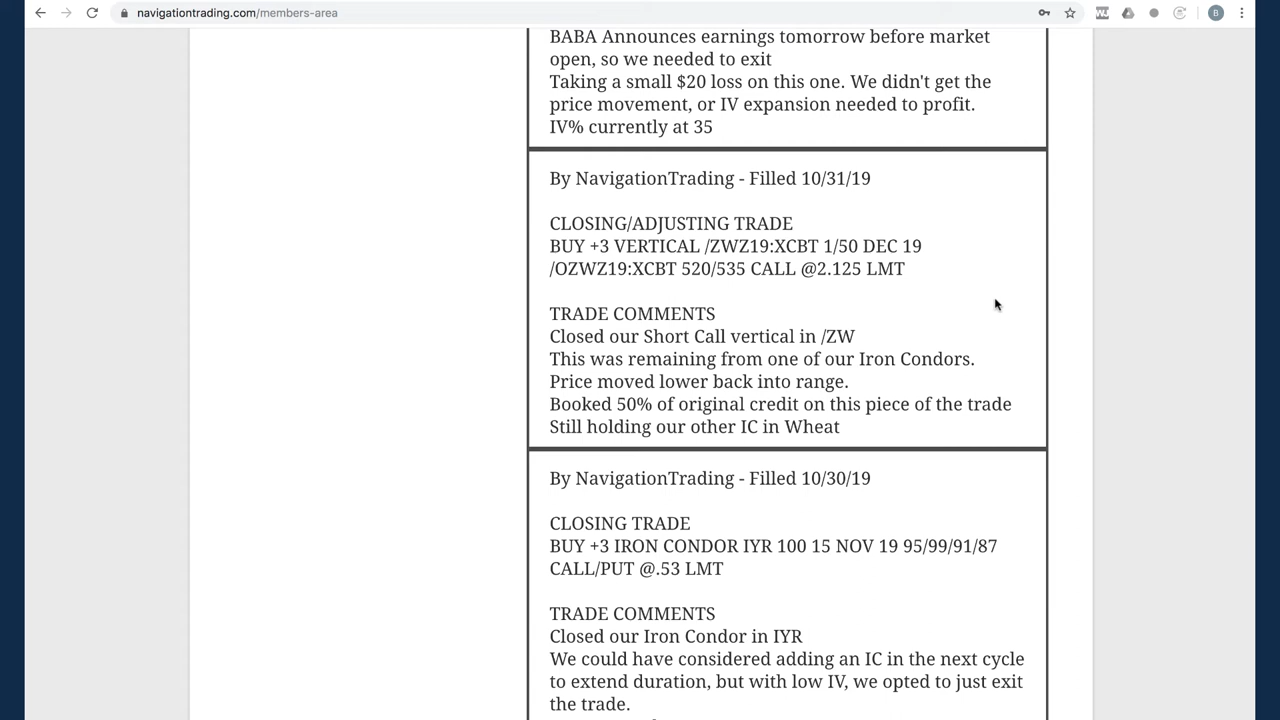 navigationtrading.com/members-area
B
BABA Announces earnings tomorrow before market
open, so we needed to exit
Taking a small $20 loss on this one. We didn't get the
price movement, or IV expansion needed to profit.
IV% currently at 35
By NavigationTrading - Filled 10/31/19
CLOSING/ADJUSTING TRADE
BUY +3 VERTICAL /ZWZ19:XCBT 1/50 DEC 19
/OZWZ19:XCBT 520/535 CALL @2.125 LMT
TRADE COMMENTS
Closed our Short Call vertical in /ZW
This was remaining from one of our Iron Condors.
Price moved lower back into range.
Booked 50% of original credit on this piece of the trade
Still holding our other IC in Wheat
By NavigationTrading - Filled 10/30/19
CLOSING TRADE
BUY +3 IRON CONDOR IYR 100 15 NOV 19 95/99/91/87
CALL/PUT @.53 LMT
TRADE COMMENTS
Closed our Iron Condor in IYR
We could have considered adding an IC in the next cycle
to extend duration, but with low IV, we opted to just exit
the trade.